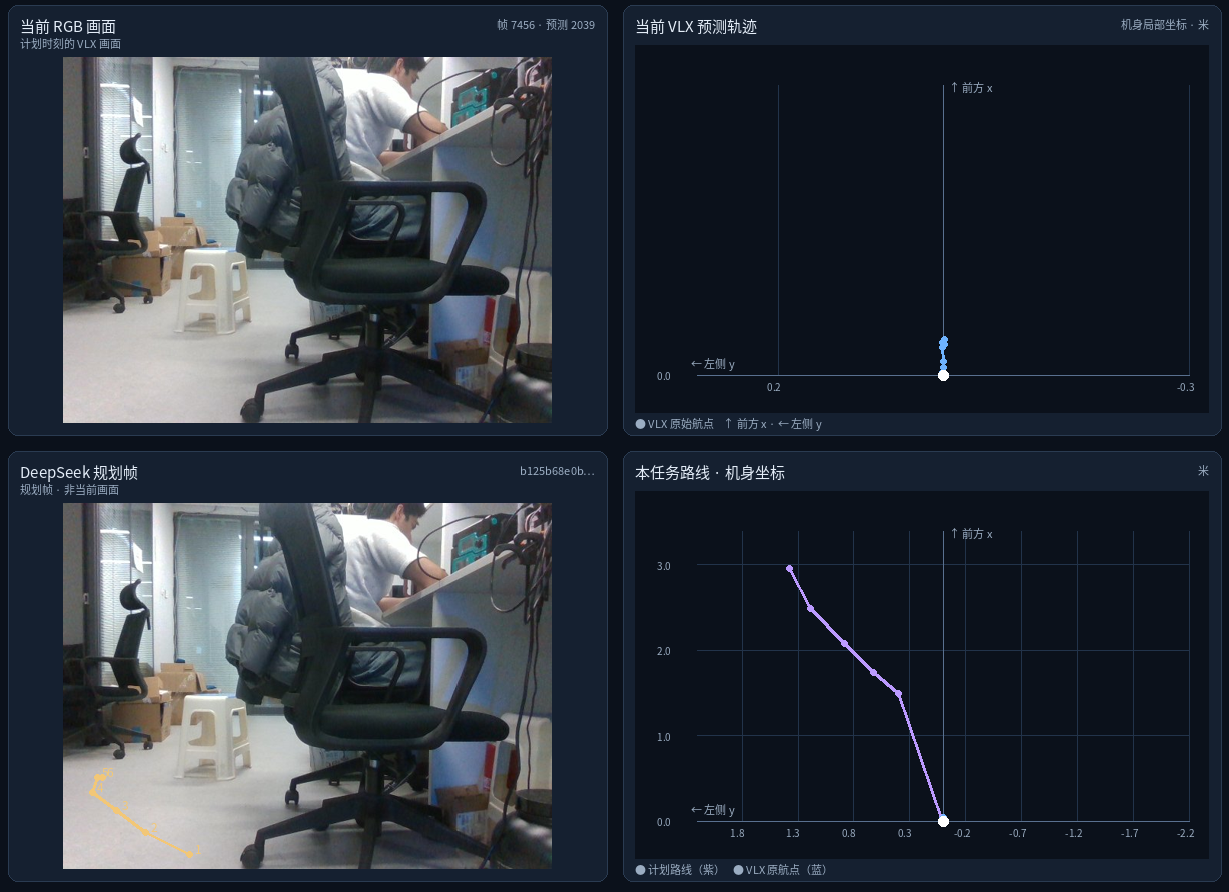 当前 RGB 画面
帧 7456 · 预测 2039
计划时刻的 VLX 画面
当前 VLX 预测轨迹
机身局部坐标 · 米
↑ 前方 x
← 左侧 y
0.0
0.2
-0.3
VLX 原始航点 ↑ 前方 x · ← 左侧 y
DeepSeek 规划帧
b125b68e0b…
规划帧 · 非当前画面
本任务路线 · 机身坐标
米
↑ 前方 x
3.0
2.0
1.0
← 左侧 y
0.0
1.8 1.3 0.8 0.3 -0.2 -0.7 -1.2 -1.7 -2.2
计划路线（紫） VLX 原航点（蓝）